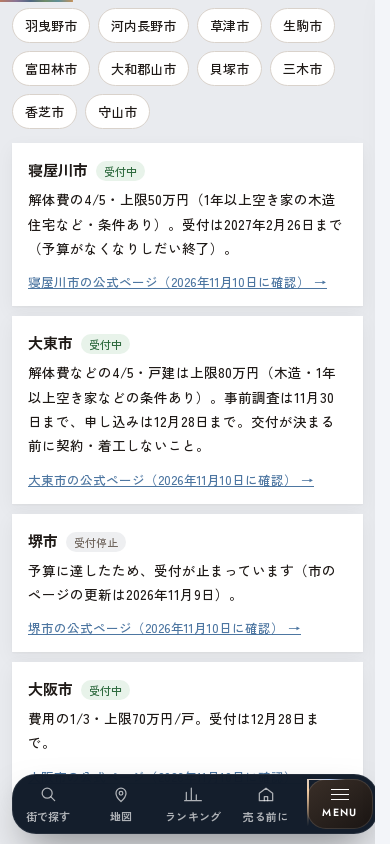 羽曳野市 河内長野市 草津市 生駒市
富田林市 大和郡山市 貝塚市 三木市
香芝市 守山市
寝屋川市 受付中
解体費の4/5・上限50万円（1年以上空き家の木造
住宅など・条件あり）。受付は2027年2月26日まで
（予算がなくなりしだい終了）。
寝屋川市の公式ページ（2026年11月10日に確認） →
大東市 受付中
解体費などの4/5・戸建は上限80万円（木造・1年
以上空き家などの条件あり）。事前調査は11月30
日まで、申し込みは12月28日まで。交付が決まる
前に契約・着工しないこと。
大東市の公式ページ（2026年11月10日に確認） →
堺市 受付停止
予算に達したため、受付が止まっています（市の
ページの更新は2026年11月9日）。
堺市の公式ページ（2026年11月10日に確認） →
大阪市 受付中
費用の1/3・上限70万円/戸。受付は12月28日ま
で。
街で探す 地図 ランキング 売る前に MENU